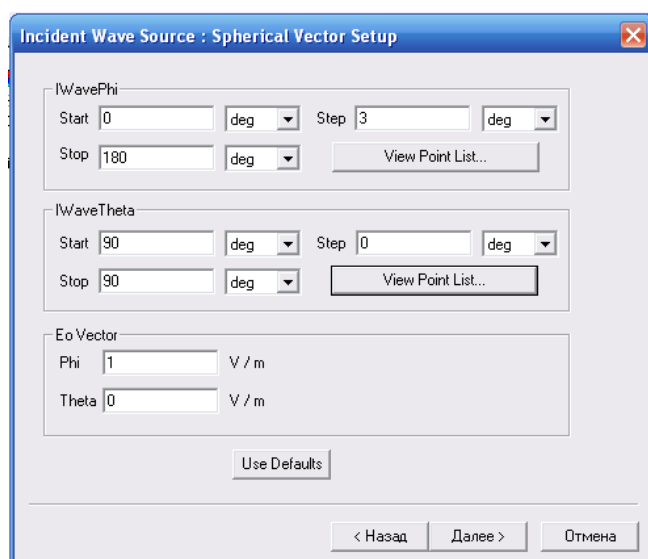 Incident Wave Source : Spherical Vector Setup
IWavePhi
Start 0 deg Step 3 deg
Stop 180 deg View Point List...
IWaveTheta
Start 90 deg Step 0 deg
Stop 90 deg View Point List...
Eo Vector
Phi 1 V / m
Theta 0 V / m
Use Defaults
< Назад Далее > Отмена